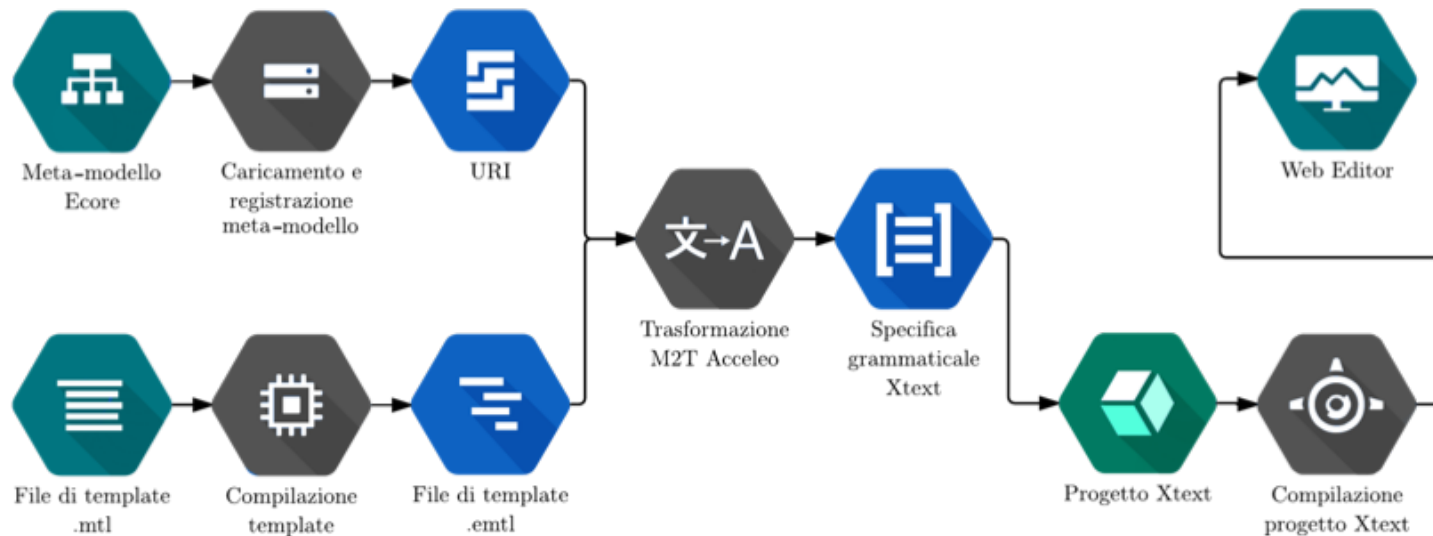 Meta-modello
Ecore
Caricamento e
registrazione
meta-modello
URI
Web Editor
文→A
Trasformazione
M2T Acceleo
Specifica
grammaticale
Xtext
File di template
.mtl
Compilazione
template
File di template
.emtl
Progetto Xtext
Compilazione
progetto Xtext